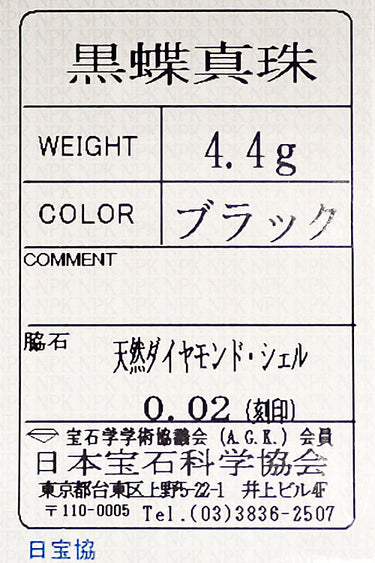 黒蝶真珠
WEIGHT 4.4g
COLOR ブラック
COMMENT
脇石 天然ダイヤモンド・シェル
0.02 (刻印)
宝石学学術協議会 (A.G.K.) 会員
日本宝石科学協会
東京都台東区上野5-22-1 井上ビル4F
〒110-0005 Tel.(03)3836-2507
日宝協